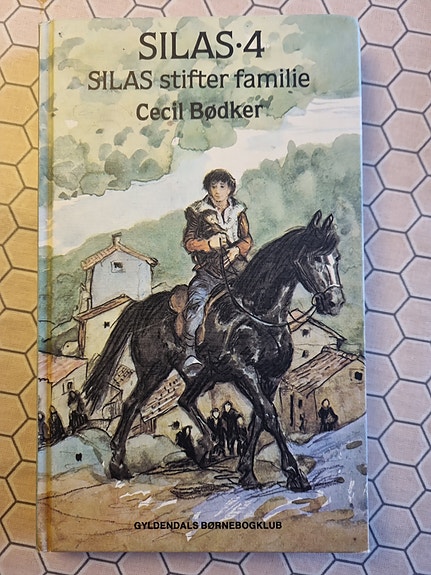 SILAS·4
SILAS stifter familie
Cecil Bødker
GYLDENDALS BØRNEBOGKLUB